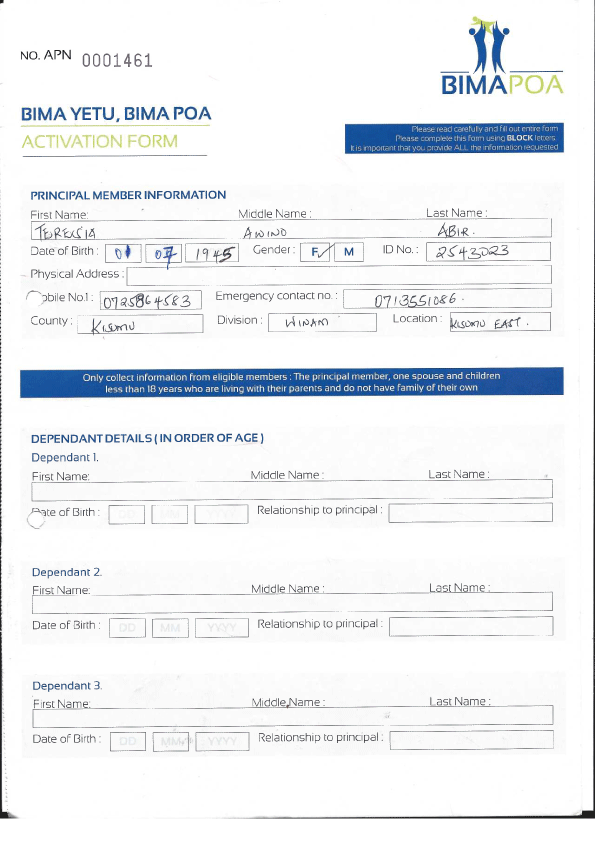 NO. APN 0001461
BIMAPOA
BIMA YETU, BIMA POA
ACTIVATION FORM
Please read carefully and fill out entire form
Please complete this form using BLOCK letters.
It is important that you provide ALL the information requested
PRINCIPAL MEMBER INFORMATION
First Name: Middle Name : Last Name :
TERESIA AWINO ABIR.
Date of Birth : 01 07 1945 Gender : F ✓ M ID No. : 2543023
Physical Address :
Mobile No.1 : 0725864583 Emergency contact no. : 0713551086.
County : KISUMU Division : WINAM Location : KISUMU EAST.
Only collect information from eligible members : The principal member, one spouse and children
less than 18 years who are living with their parents and do not have family of their own
DEPENDANT DETAILS ( IN ORDER OF AGE )
Dependant 1.
First Name: Middle Name : Last Name :
Date of Birth : DD MM YYYY Relationship to principal :
Dependant 2.
First Name: Middle Name : Last Name :
Date of Birth : DD MM YYYY Relationship to principal :
Dependant 3.
First Name: Middle Name : Last Name :
Date of Birth : DD MM YYYY Relationship to principal :